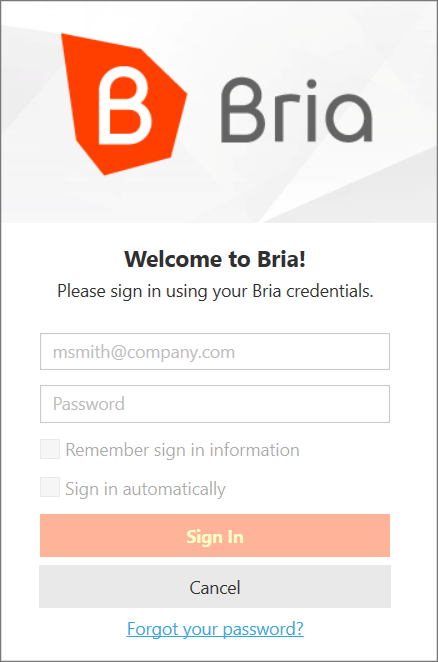 B Bria
Welcome to Bria!
Please sign in using your Bria credentials.
msmith@company.com
Password
Remember sign in information
Sign in automatically
Sign In
Cancel
Forgot your password?